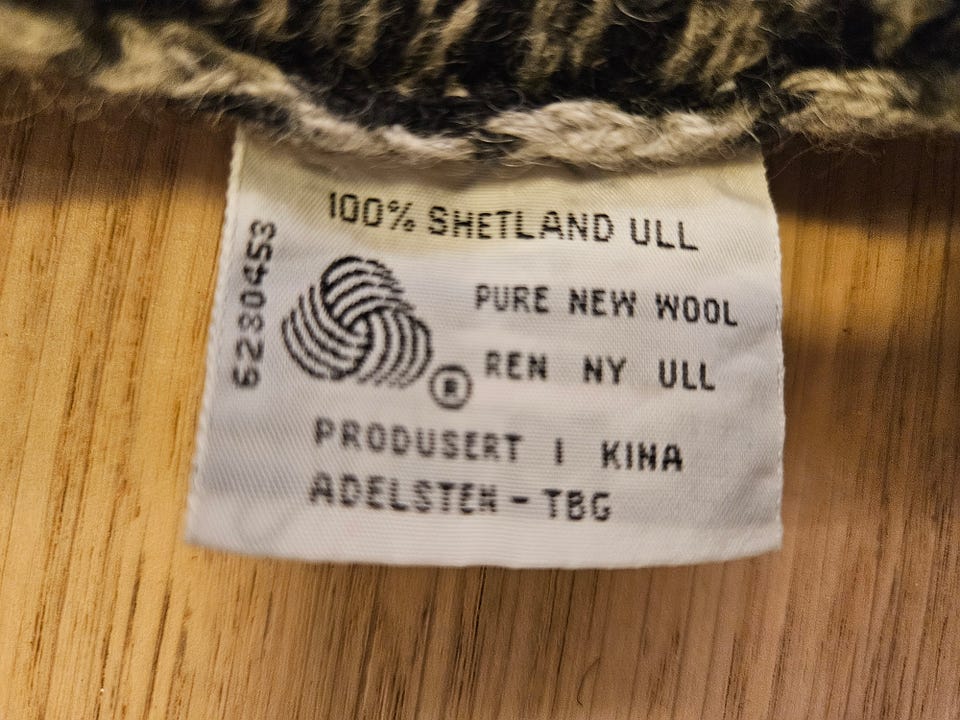 100% SHETLAND ULL
6280453
PURE NEW WOOL
®
REN NY ULL
PRODUSERT I KINA
ADELSTEN - TBG